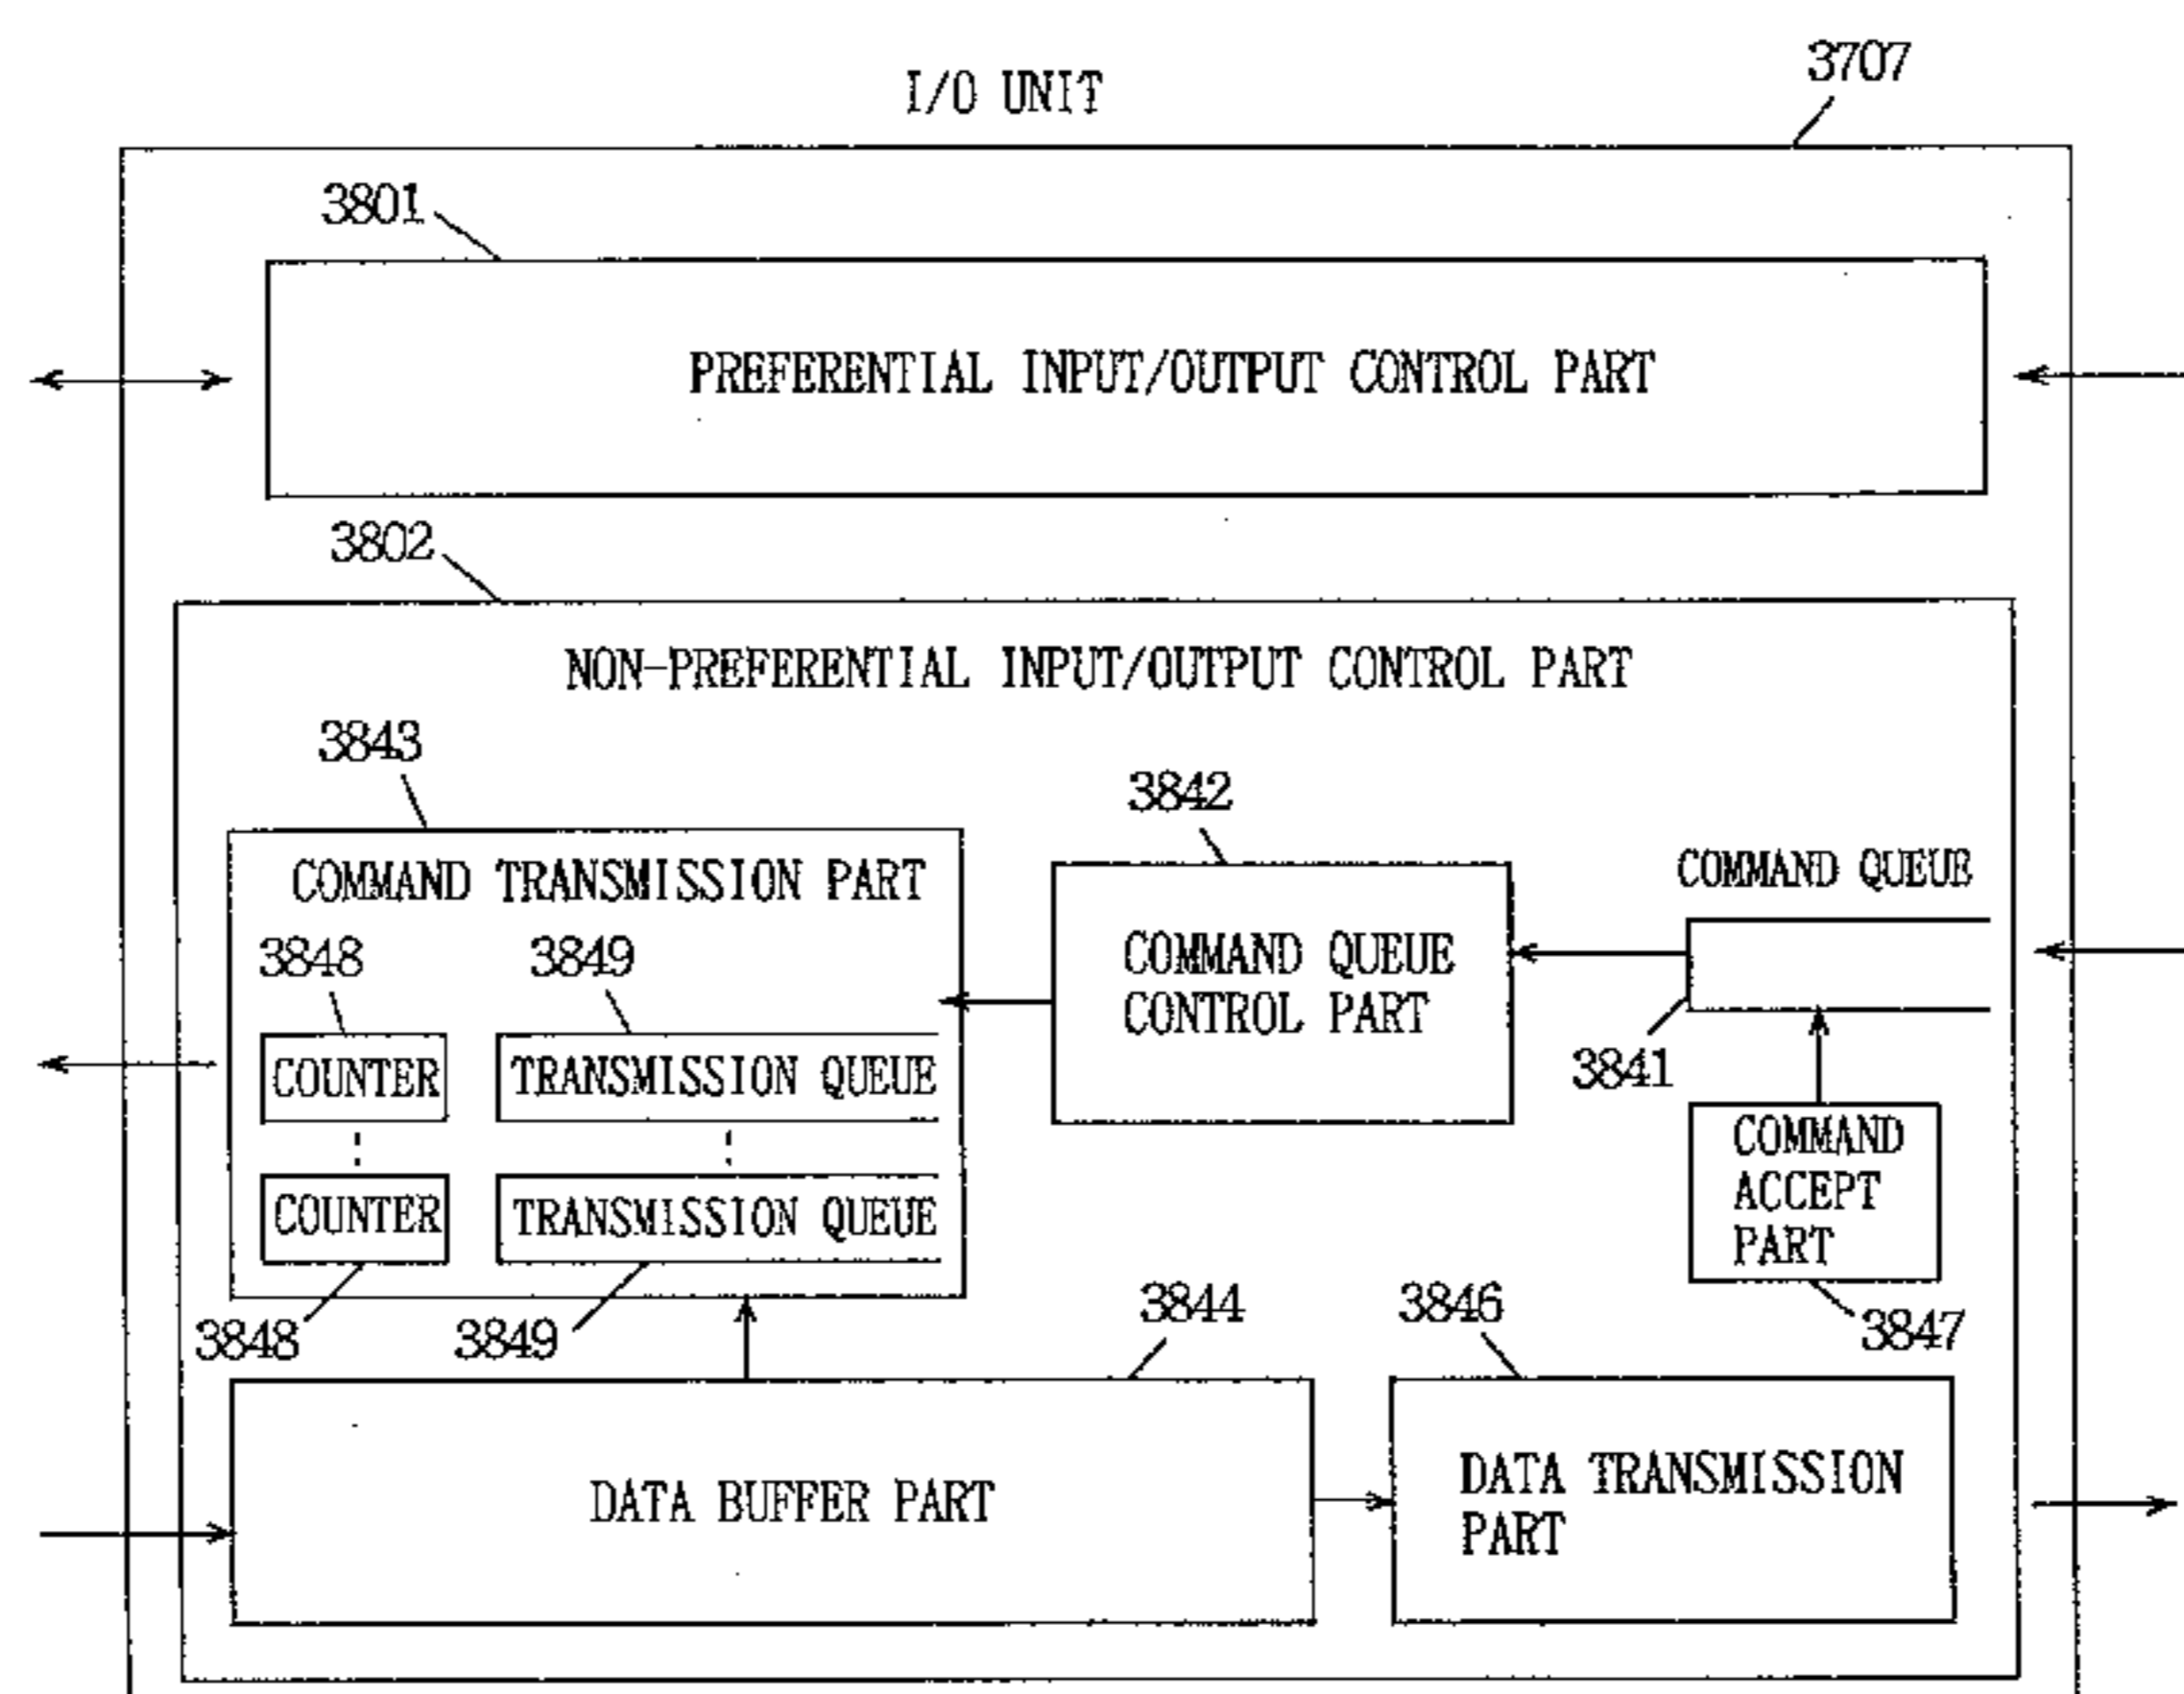 I/O UNIT
3707
3801
PREFERENTIAL INPUT/OUTPUT CONTROL PART
3802
NON-PREFERENTIAL INPUT/OUTPUT CONTROL PART
3843
COMMAND TRANSMISSION PART
3848
3849
COUNTER
TRANSMISSION QUEUE
COUNTER
TRANSMISSION QUEUE
3848
3849
3842
COMMAND QUEUE
CONTROL PART
COMMAND QUEUE
3841
COMMAND
ACCEPT
PART
3847
3844
DATA BUFFER PART
3846
DATA TRANSMISSION
PART